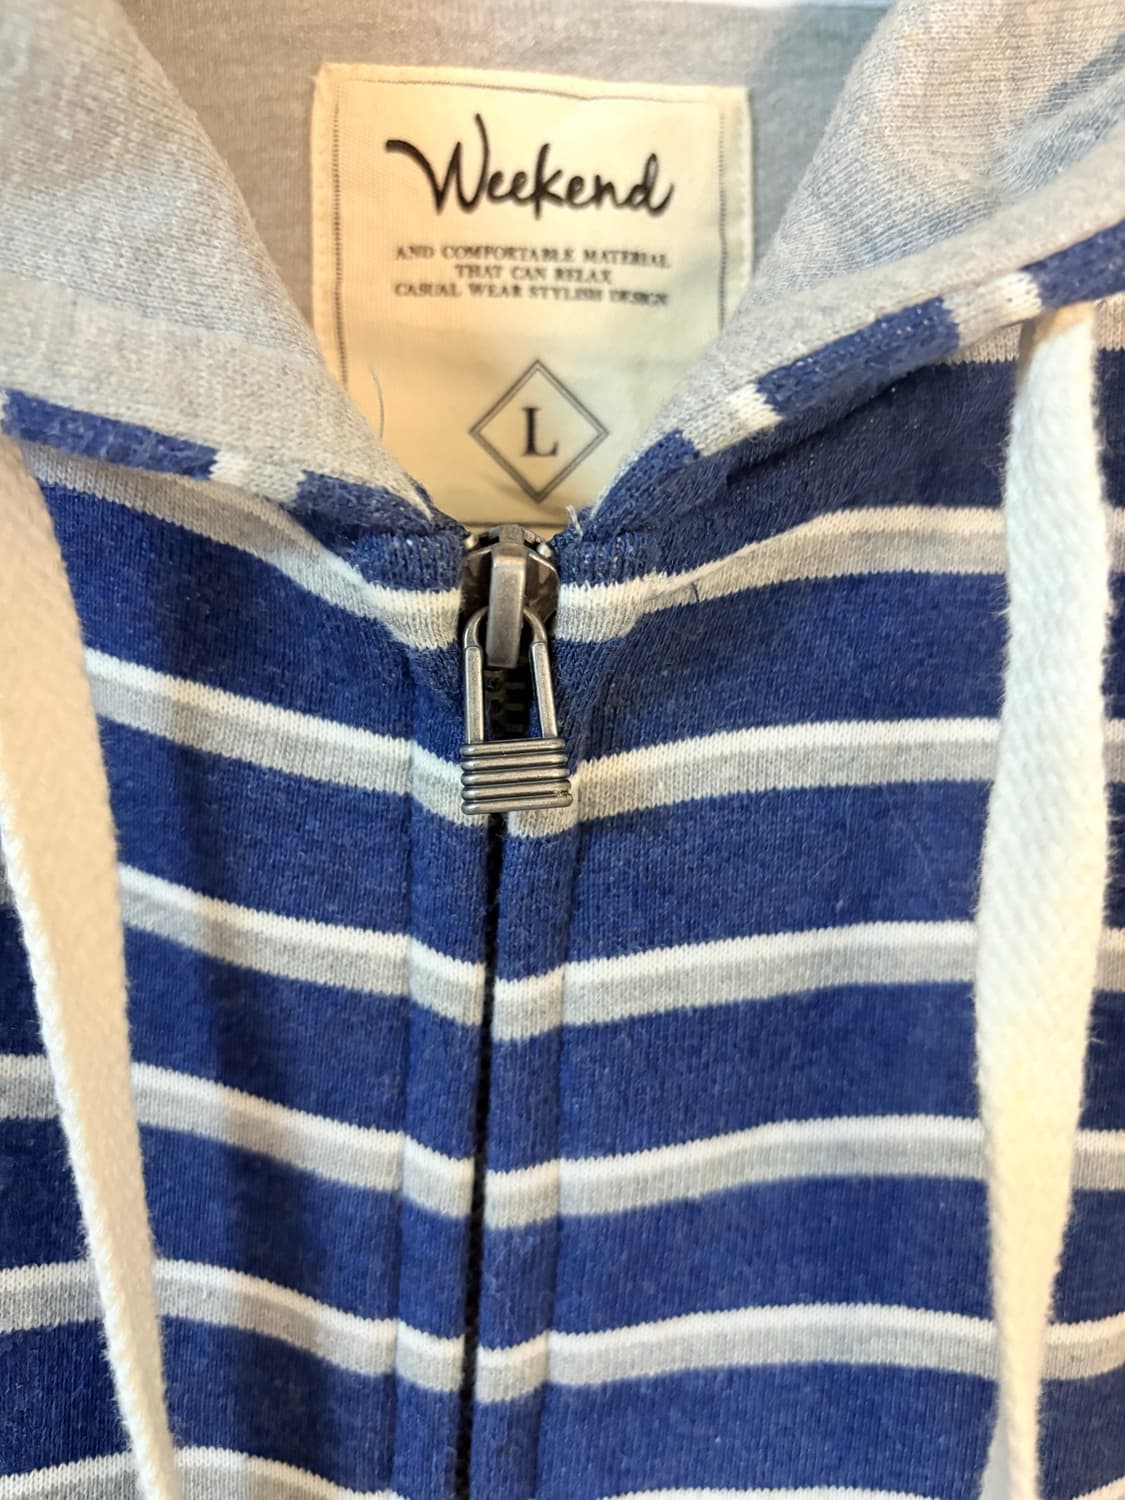 Weekend
AND COMFORTABLE MATERIAL
THAT CAN RELAX
CASUAL WEAR STYLISH DESIGN
L